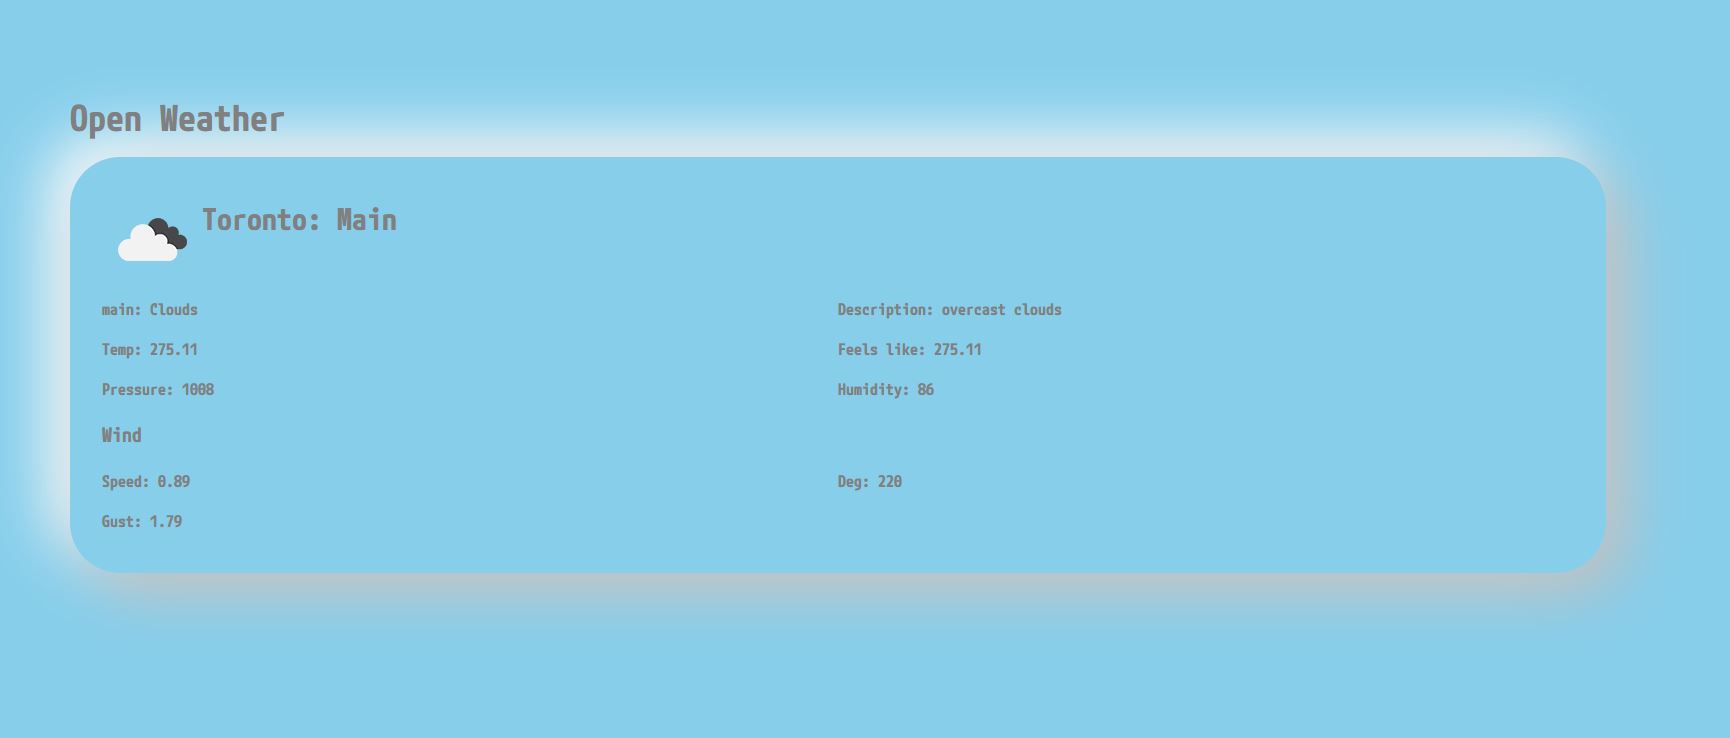 Open Weather
Toronto: Main
main: Clouds
Description: overcast clouds
Temp: 275.11
Feels like: 275.11
Pressure: 1008
Humidity: 86
Wind
Speed: 0.89
Deg: 220
Gust: 1.79